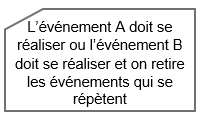 L’événement A doit se
réaliser ou l’événement B
doit se réaliser et on retire
les événements qui se
répètent